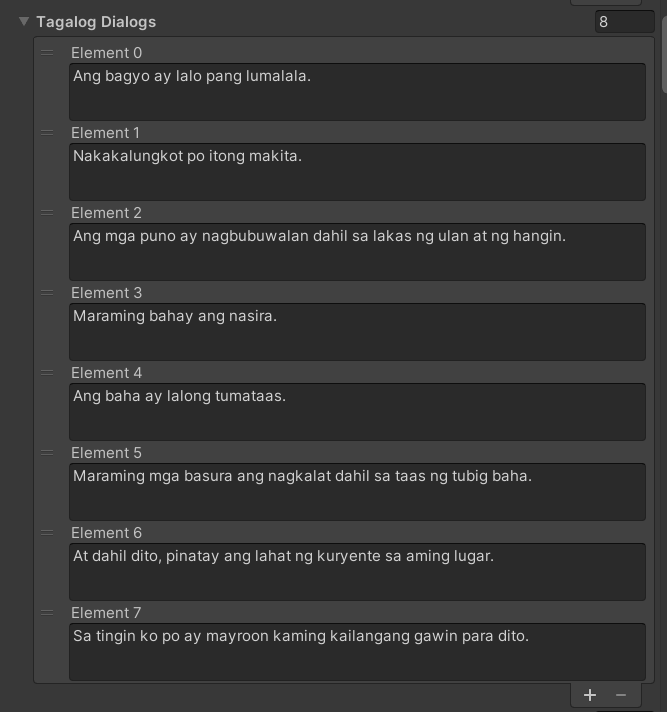 Tagalog Dialogs 8
Element 0
Ang bagyo ay lalo pang lumalala.
Element 1
Nakakalungkot po itong makita.
Element 2
Ang mga puno ay nagbubuwalan dahil sa lakas ng ulan at ng hangin.
Element 3
Maraming bahay ang nasira.
Element 4
Ang baha ay lalong tumataas.
Element 5
Maraming mga basura ang nagkalat dahil sa taas ng tubig baha.
Element 6
At dahil dito, pinatay ang lahat ng kuryente sa aming lugar.
Element 7
Sa tingin ko po ay mayroon kaming kailangang gawin para dito.